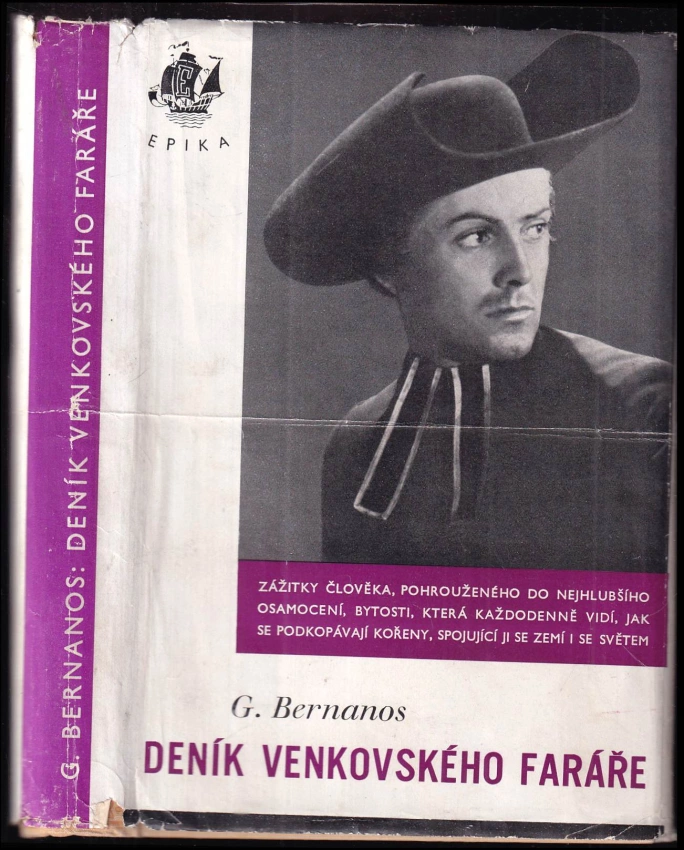 G. BERNANOS: DENÍK VENKOVSKÉHO FARÁŘE
E
EPIKA
ZÁŽITKY ČLOVĚKA, POHROUŽENÉHO DO NEJHLUBŠÍHO
OSAMOCENÍ, BYTOSTI, KTERÁ KAŽDODENNĚ VIDÍ, JAK
SE PODKOPÁVAJÍ KOŘENY, SPOJUJÍCÍ JI SE ZEMÍ I SE SVĚTEM
G. Bernanos
DENÍK VENKOVSKÉHO FARÁŘE